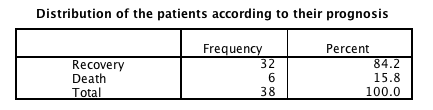 Distribution of the patients according to their prognosis
Frequency Percent
Recovery 32 84.2
Death 6 15.8
Total 38 100.0